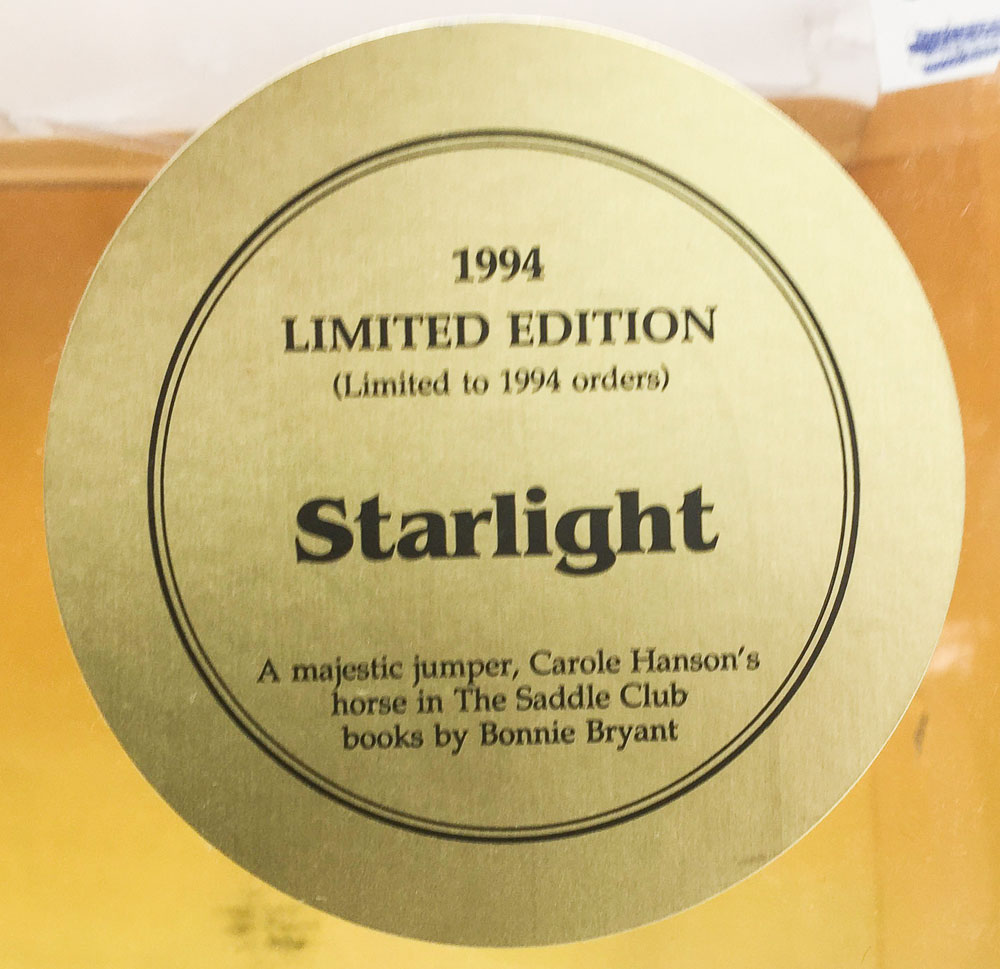 1994
LIMITED EDITION
(Limited to 1994 orders)
Starlight
A majestic jumper, Carole Hanson's
horse in The Saddle Club
books by Bonnie Bryant